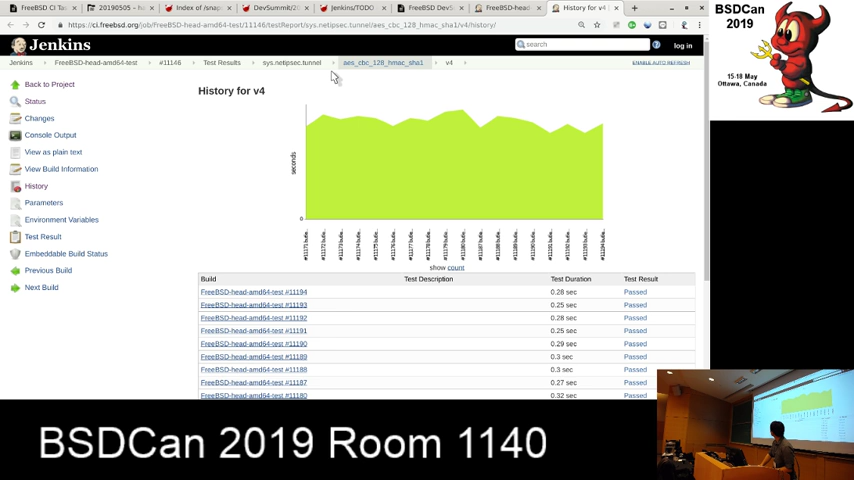 FreeBSD CI Tas
20190505 – ha
Index of /snap
DevSummit/2
Jenkins/TODO
FreeBSD DevS
FreeBSD-head-
History for v4
https://ci.freebsd.org/job/FreeBSD-head-amd64-test/11146/testReport/sys.netipsec.tunnel/aes_cbc_128_hmac_sha1/v4/history/
Jenkins
search
log in
Jenkins
FreeBSD-head-amd64-test
#11146
Test Results
sys.netipsec.tunnel
aes_cbc_128_hmac_sha1
v4
ENABLE AUTO REFRESH
Back to Project
Status
Changes
Console Output
View as plain text
View Build Information
History
Parameters
Environment Variables
Test Result
Embeddable Build Status
Previous Build
Next Build
History for v4
seconds
0
show count
Build Test Description Test Duration Test Result
FreeBSD-head-amd64-test #11194 0.28 sec Passed
FreeBSD-head-amd64-test #11193 0.25 sec Passed
FreeBSD-head-amd64-test #11192 0.28 sec Passed
FreeBSD-head-amd64-test #11191 0.25 sec Passed
FreeBSD-head-amd64-test #11190 0.29 sec Passed
FreeBSD-head-amd64-test #11189 0.3 sec Passed
FreeBSD-head-amd64-test #11188 0.3 sec Passed
FreeBSD-head-amd64-test #11187 0.27 sec Passed
FreeBSD-head-amd64-test #11180 0.32 sec Passed
BSDCan
2019
15-18 May
Ottawa, Canada
BSDCan 2019 Room 1140